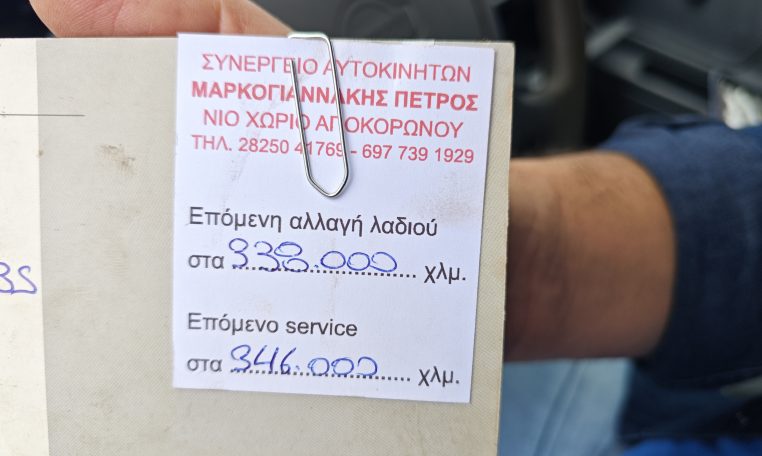 ΣΥΝΕΡΓΕΙΟ ΑΥΤΟΚΙΝΗΤΩΝ
ΜΑΡΚΟΓΙΑΝΝΑΚΗΣ ΠΕΤΡΟΣ
ΝΙΟ ΧΩΡΙΟ ΑΠΟΚΟΡΩΝΟΥ
ΤΗΛ. 28250 41769 - 697 739 1929
Επόμενη αλλαγή λαδιού
στα 338.000 χλμ.
Επόμενο service
στα 346.000 χλμ.